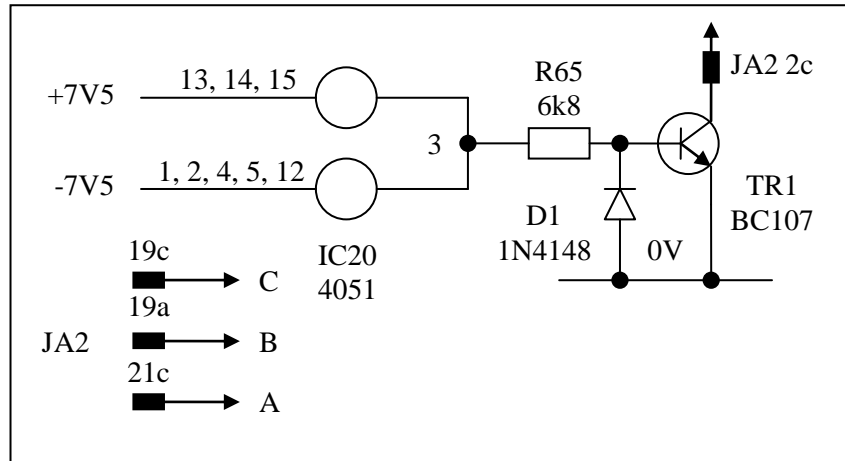 R65
6k8
JA2 2c
+7V5
13, 14, 15
3
-7V5
1, 2, 4, 5, 12
D1
1N4148
0V
TR1
BC107
IC20
4051
19c
C
19a
JA2
B
21c
A